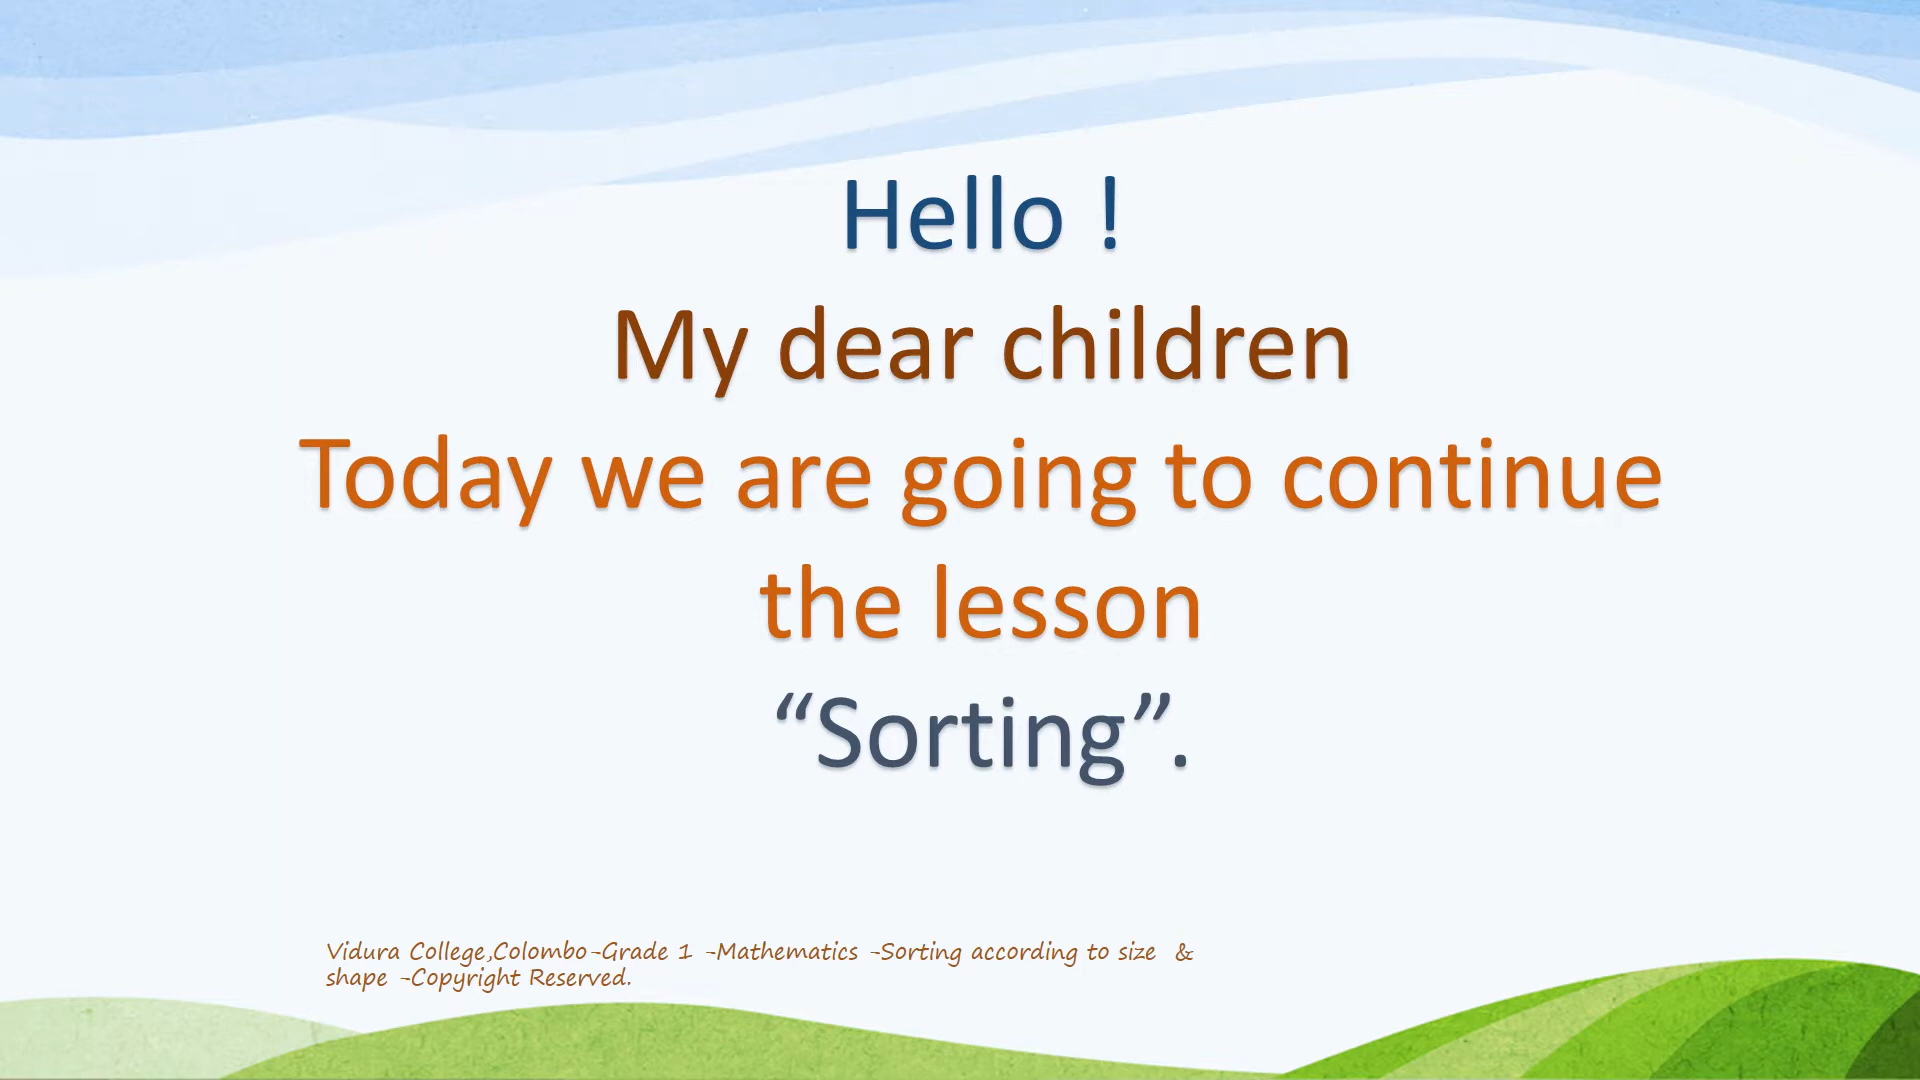 Hello !
My dear children
Today we are going to continue
the lesson
“Sorting”.
Vidura College,Colombo-Grade 1 -Mathematics -Sorting according to size &
shape -Copyright Reserved.